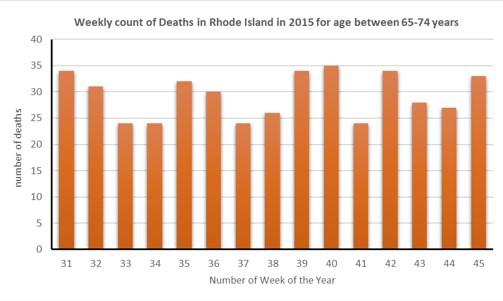 Weekly count of Deaths in Rhode Island in 2015 for age between 65-74 years
40
35
30
25
20
15
10
5
0
number of deaths
31 32 33 34 35 36 37 38 39 40 41 42 43 44 45
Number of Week of the Year